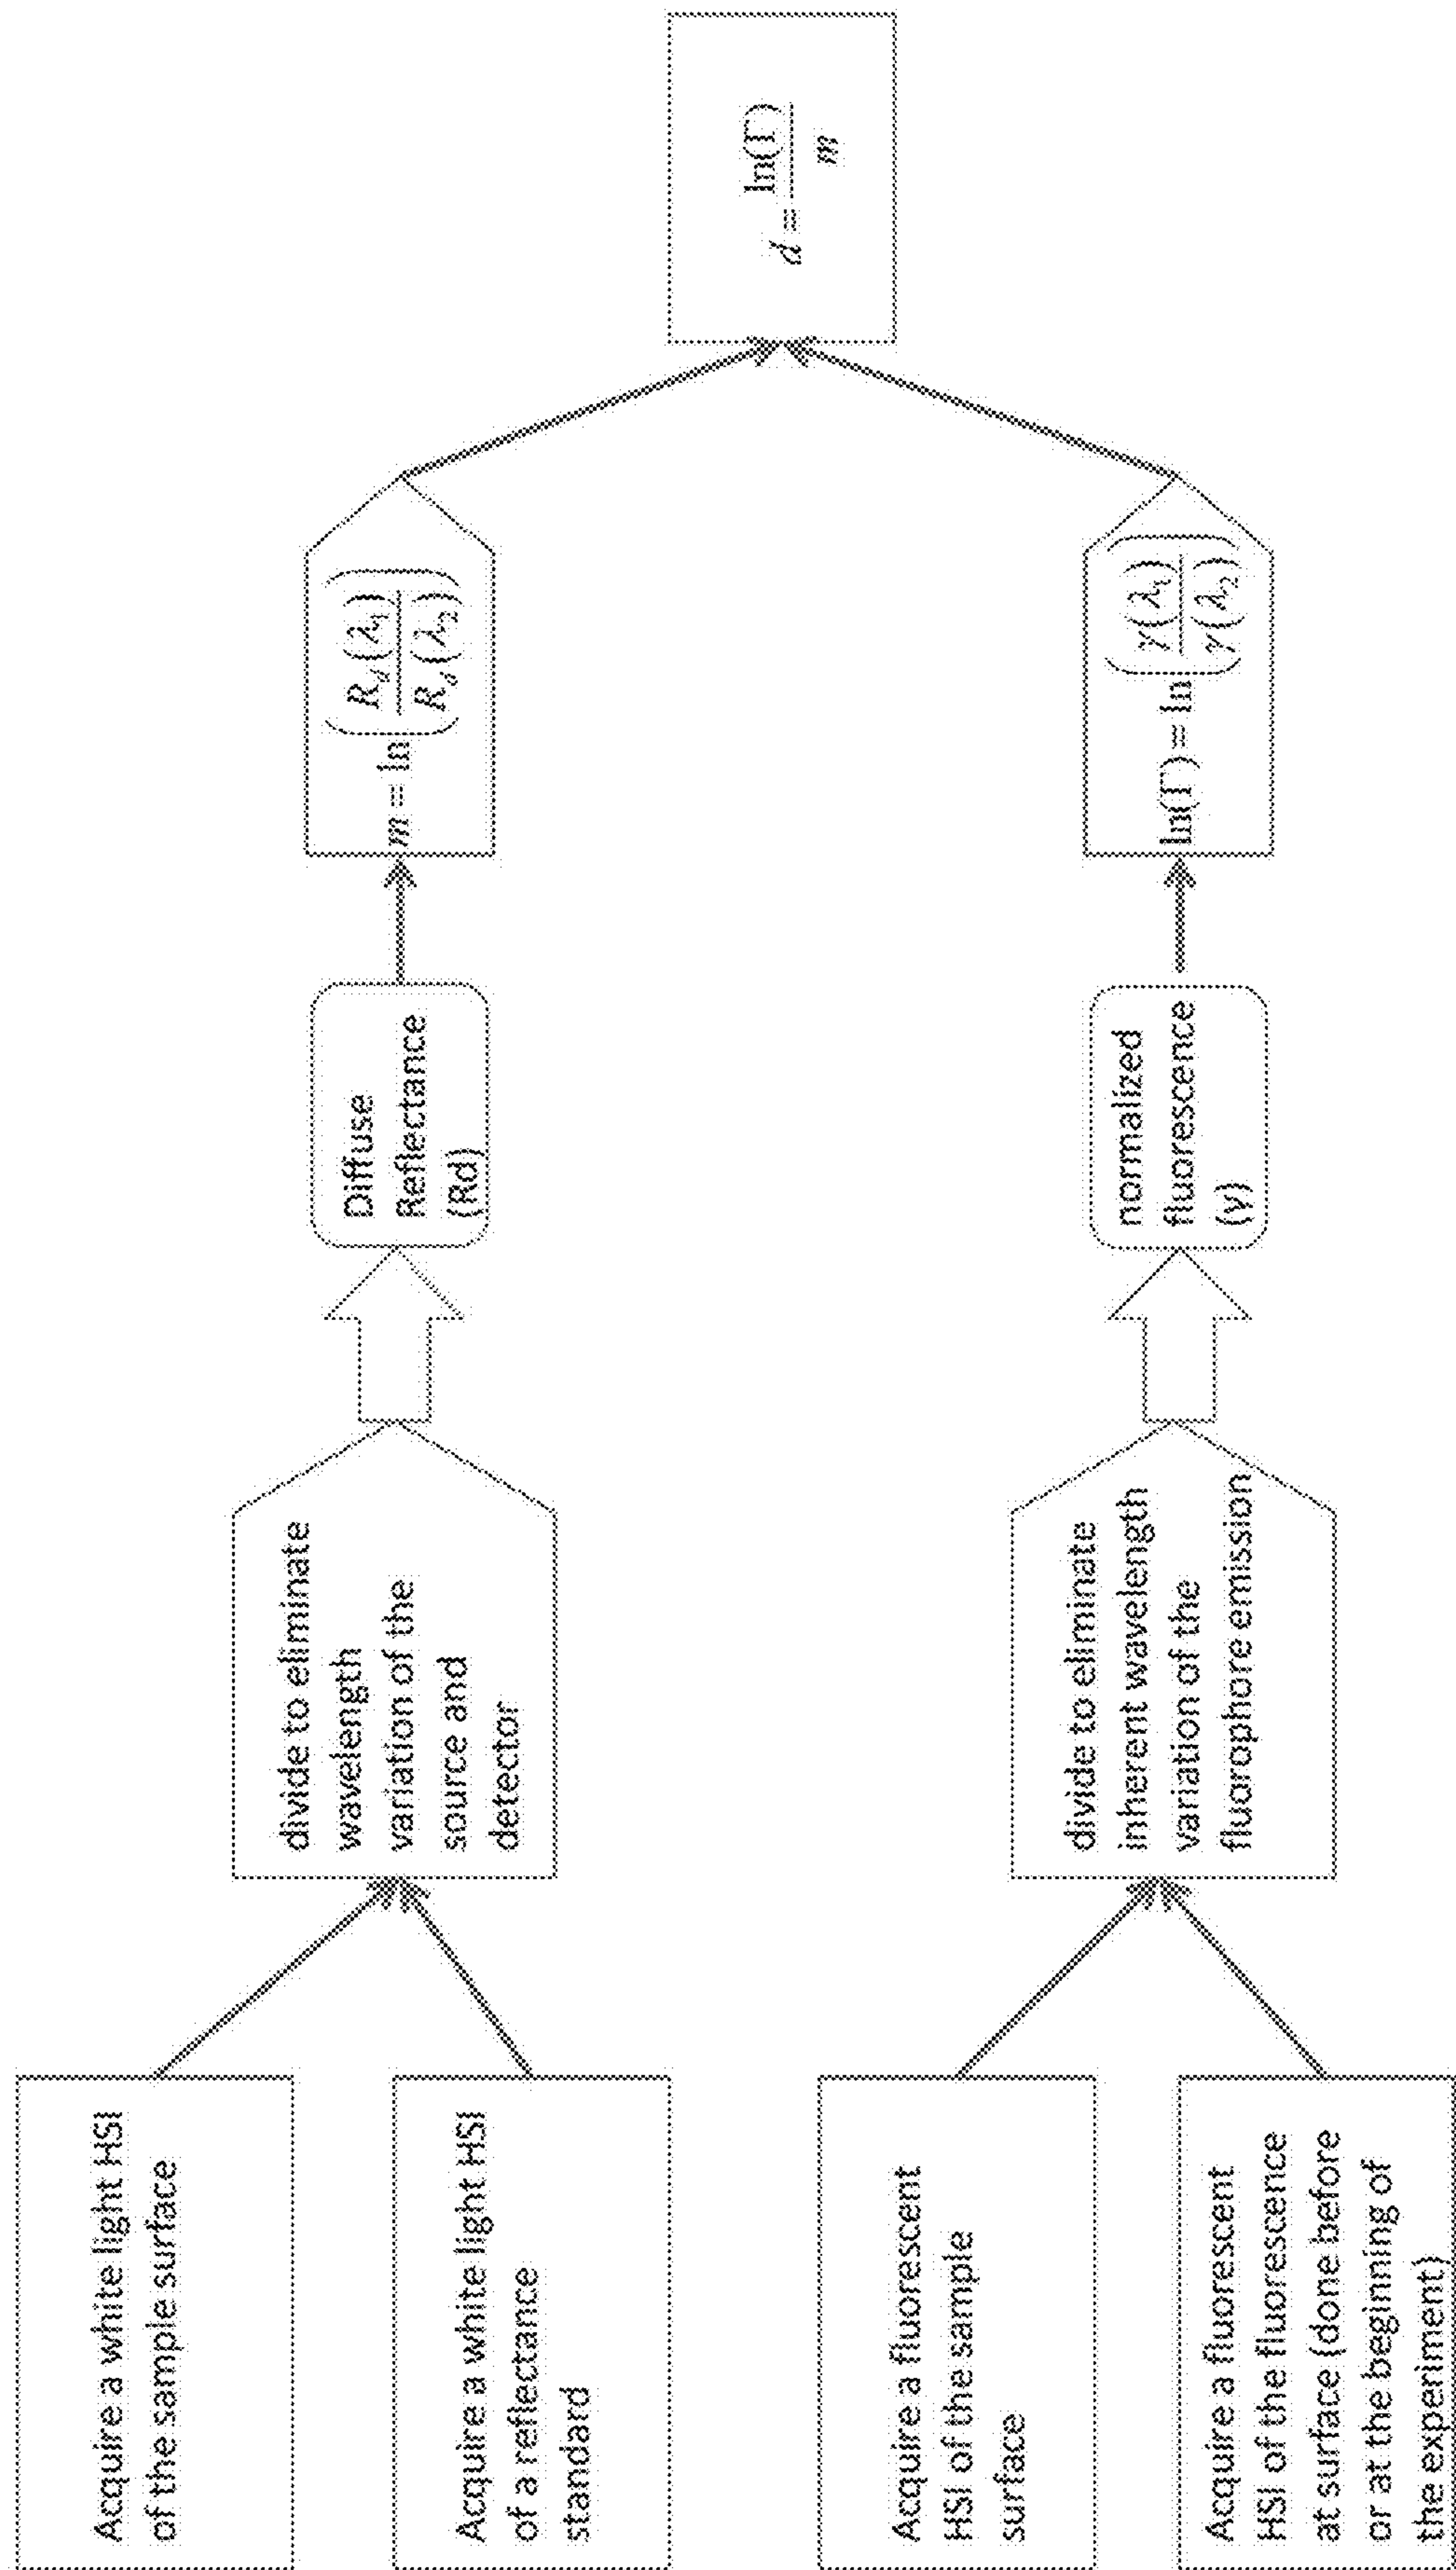 Acquire a white light HSI
of the sample surface
Acquire a white light HSI
of a reflectance
standard
divide to eliminate
wavelength
variation of the
source and
detector
Diffuse
Reflectance
(Rd)
m = ln(R_d(λ₁)/R_d(λ₂))
Acquire a fluorescent
HSI of the sample
surface
Acquire a fluorescent
HSI of the fluorescence
at surface (done before
or at the beginning of
the experiment)
divide to eliminate
inherent wavelength
variation of the
fluorophore emission
normalized
fluorescence
(γ)
ln(Γ) = ln(γ(λ₁)/γ(λ₂))
d = ln(Γ)/m